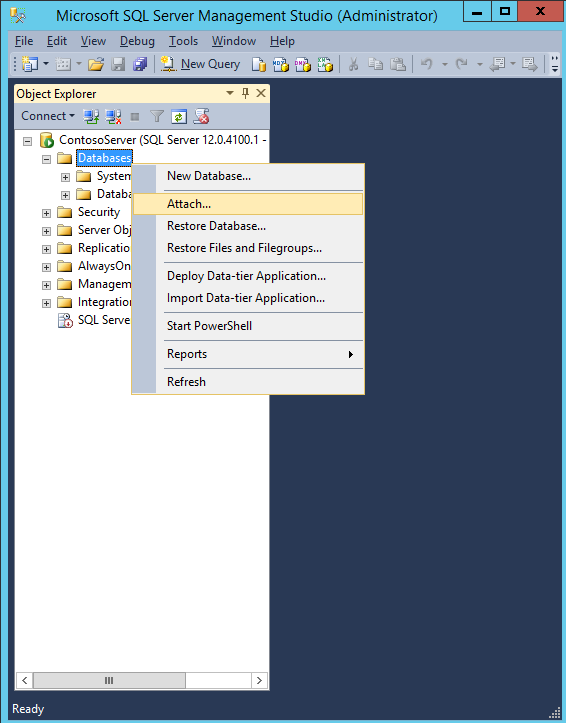 Microsoft SQL Server Management Studio (Administrator)
File Edit View Debug Tools Window Help
New Query
Object Explorer
Connect
ContosoServer (SQL Server 12.0.4100.1 -
Databases
System
Databa
Security
Server Obj
Replicatio
AlwaysOn
Managem
Integration
SQL Serve
New Database...
Attach...
Restore Database...
Restore Files and Filegroups...
Deploy Data-tier Application...
Import Data-tier Application...
Start PowerShell
Reports
Refresh
Ready